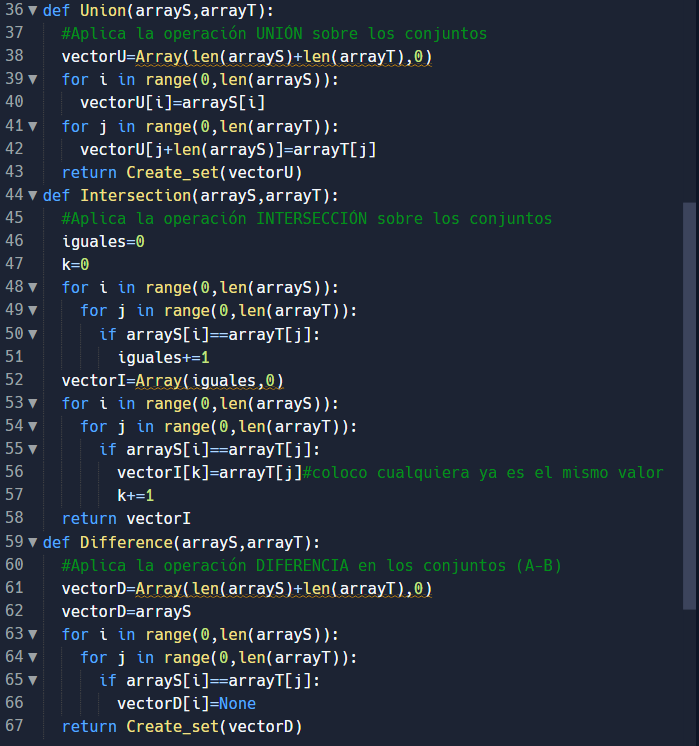 36 def Union(arrayS,arrayT):
37   #Aplica la operación UNIÓN sobre los conjuntos
38   vectorU=Array(len(arrayS)+len(arrayT),0)
39   for i in range(0,len(arrayS)):
40     vectorU[i]=arrayS[i]
41   for j in range(0,len(arrayT)):
42     vectorU[j+len(arrayS)]=arrayT[j]
43   return Create_set(vectorU)
44 def Intersection(arrayS,arrayT):
45   #Aplica la operación INTERSECCIÓN sobre los conjuntos
46   iguales=0
47   k=0
48   for i in range(0,len(arrayS)):
49     for j in range(0,len(arrayT)):
50       if arrayS[i]==arrayT[j]:
51         iguales+=1
52   vectorI=Array(iguales,0)
53   for i in range(0,len(arrayS)):
54     for j in range(0,len(arrayT)):
55       if arrayS[i]==arrayT[j]:
56         vectorI[k]=arrayT[j]#coloco cualquiera ya es el mismo valor
57         k+=1
58   return vectorI
59 def Difference(arrayS,arrayT):
60   #Aplica la operación DIFERENCIA en los conjuntos (A-B)
61   vectorD=Array(len(arrayS)+len(arrayT),0)
62   vectorD=arrayS
63   for i in range(0,len(arrayS)):
64     for j in range(0,len(arrayT)):
65       if arrayS[i]==arrayT[j]:
66         vectorD[i]=None
67   return Create_set(vectorD)